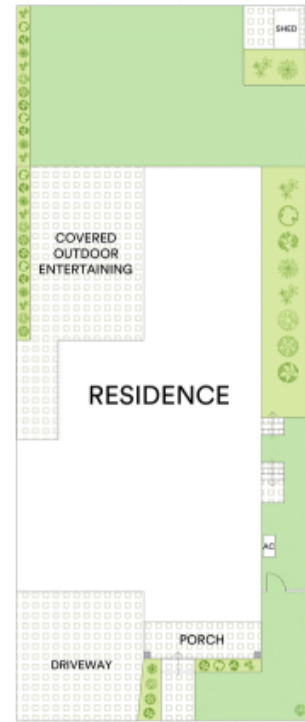 SHED
COVERED
OUTDOOR
ENTERTAINING
RESIDENCE
AC
PORCH
DRIVEWAY